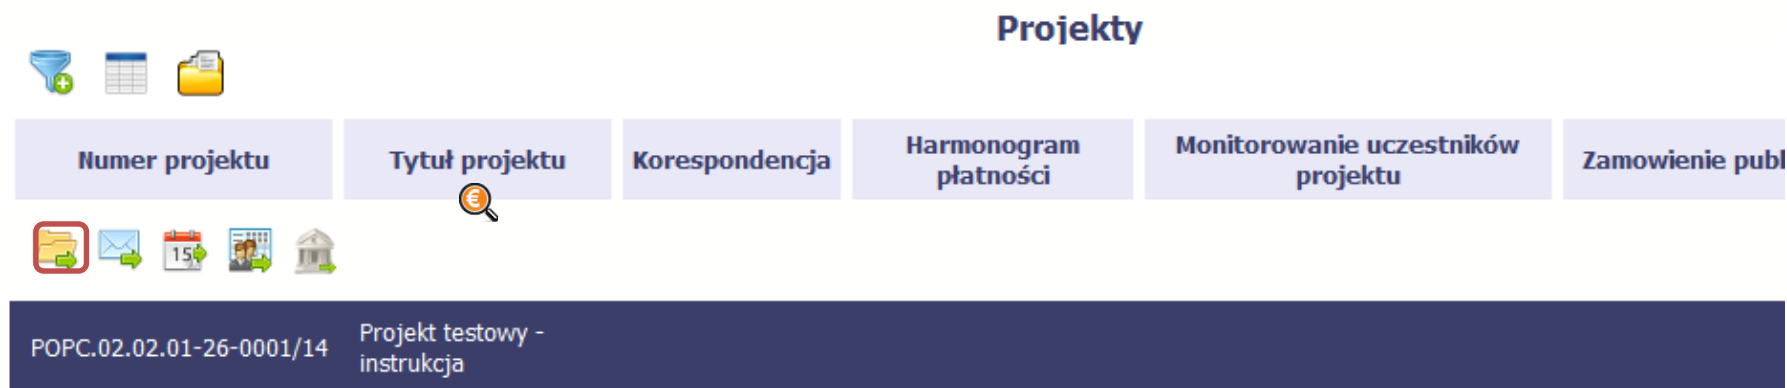 Projekty
Numer projektu
Tytuł projektu
Korespondencja
Harmonogram
płatności
Monitorowanie uczestników
projektu
Zamowienie publ
€
15
POPC.02.02.01-26-0001/14
Projekt testowy -
instrukcja